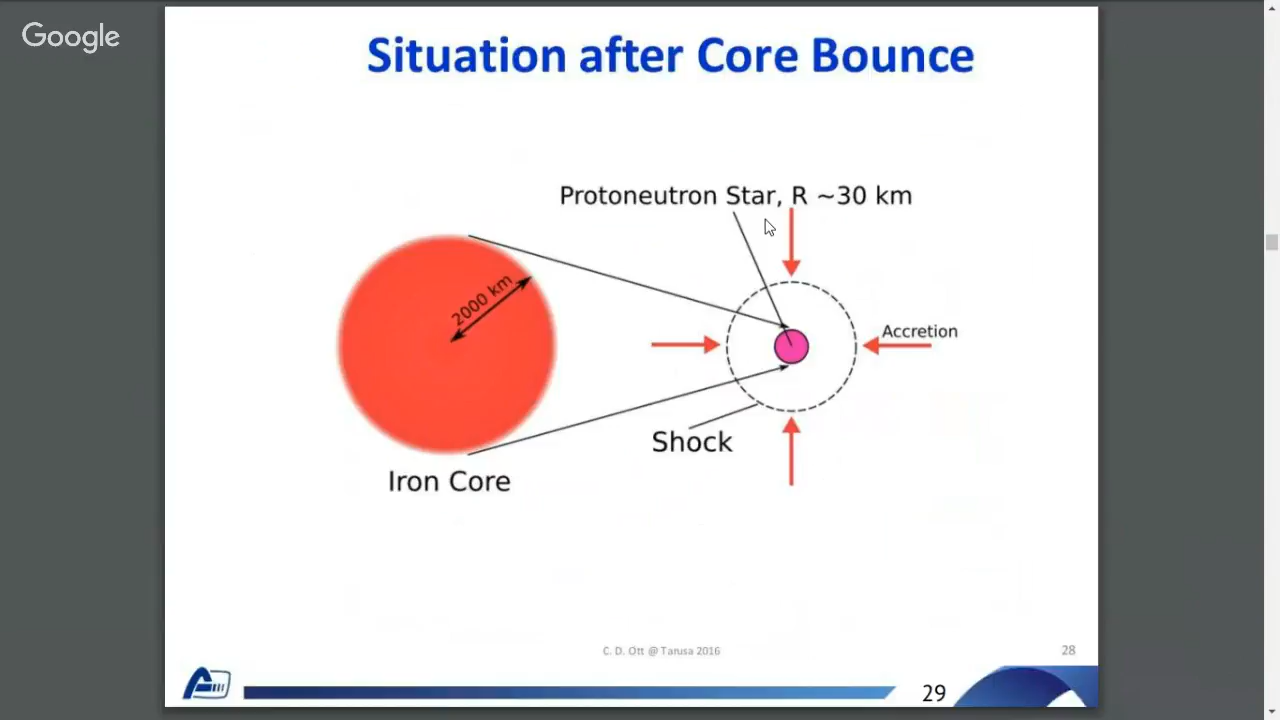 Google
Situation after Core Bounce
Protoneutron Star, R ~30 km
2000 km
Accretion
Shock
Iron Core
C. D. Ott @ Tarusa 2016
28
29